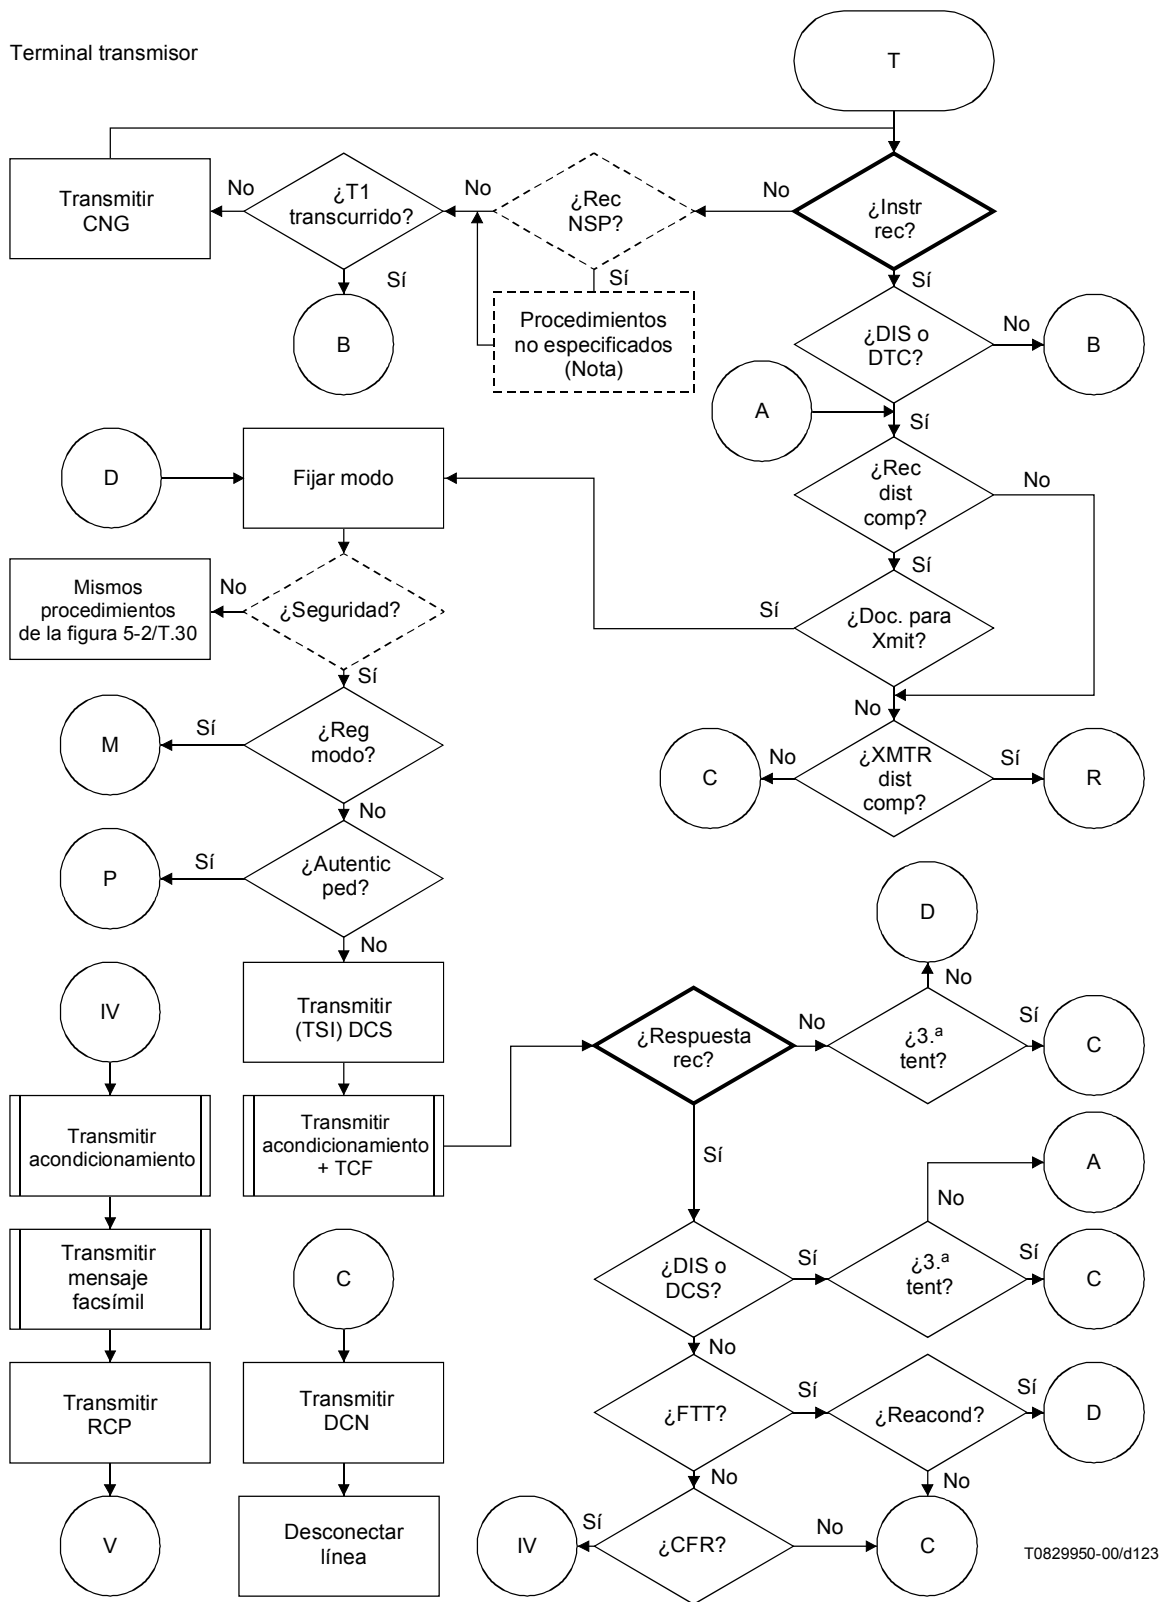 Terminal transmisor
T
Transmitir
CNG
No
¿T1
transcurrido?
No
¿Rec
NSP?
No
¿Instr
rec?
Sí
Sí
Sí
B
Procedimientos
no especificados
(Nota)
¿DIS o
DTC?
No
B
A
Sí
D
Fijar modo
¿Rec
dist
comp?
No
Sí
Mismos
procedimientos
de la figura 5-2/T.30
No
¿Seguridad?
Sí
¿Doc. para
Xmit?
Sí
No
M
Sí
¿Reg
modo?
No
C
No
¿XMTR
dist
comp?
Sí
R
P
Sí
¿Autentic
ped?
No
D
No
IV
Transmitir
(TSI) DCS
¿Respuesta
rec?
No
¿3.ª
tent?
Sí
C
Transmitir
acondicionamiento
Transmitir
acondicionamiento
+ TCF
Sí
A
No
Transmitir
mensaje
facsímil
C
¿DIS o
DCS?
Sí
¿3.ª
tent?
Sí
C
No
Transmitir
RCP
Transmitir
DCN
¿FTT?
Sí
¿Reacond?
Sí
D
No
No
V
Desconectar
línea
IV
Sí
¿CFR?
No
C
T0829950-00/d123